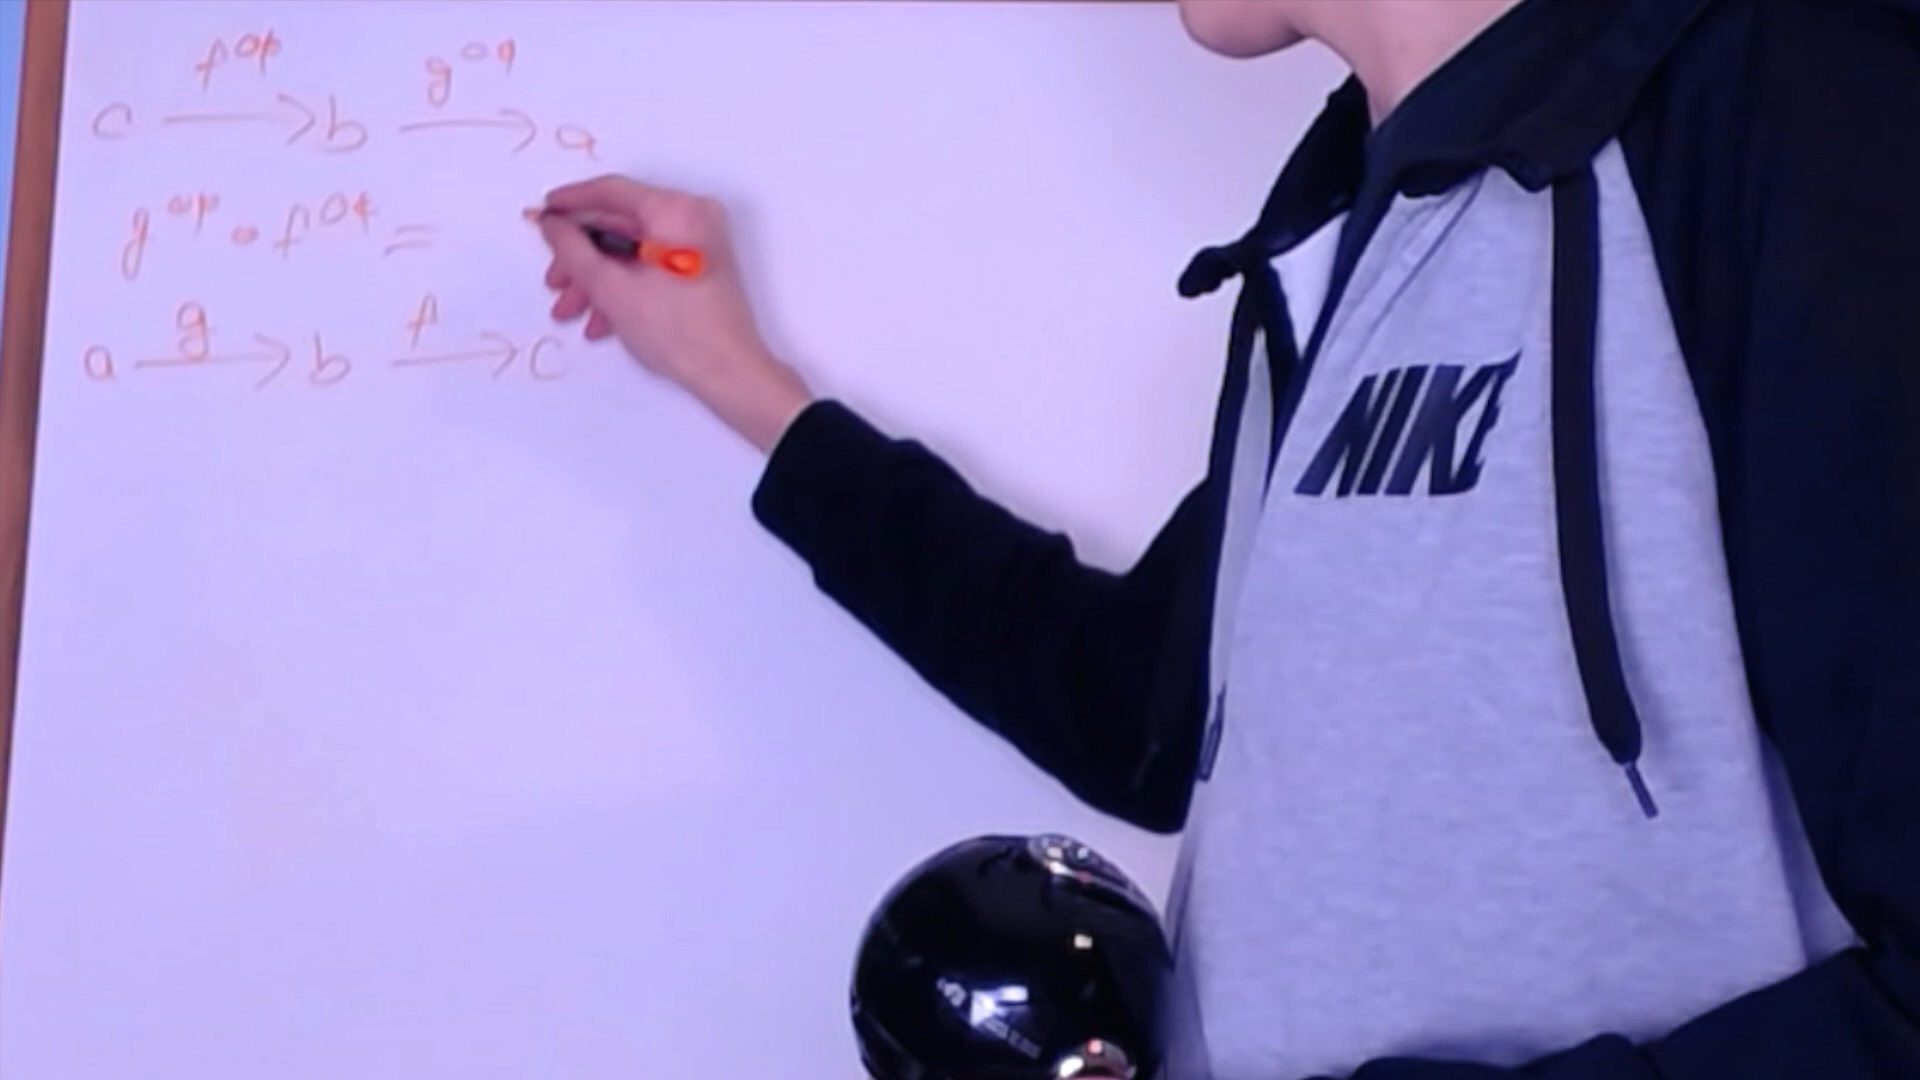 f^op g^op
c ⟶ b ⟶ a
g^op ∘ f^op =
g f
a ⟶ b ⟶ c
NIKE